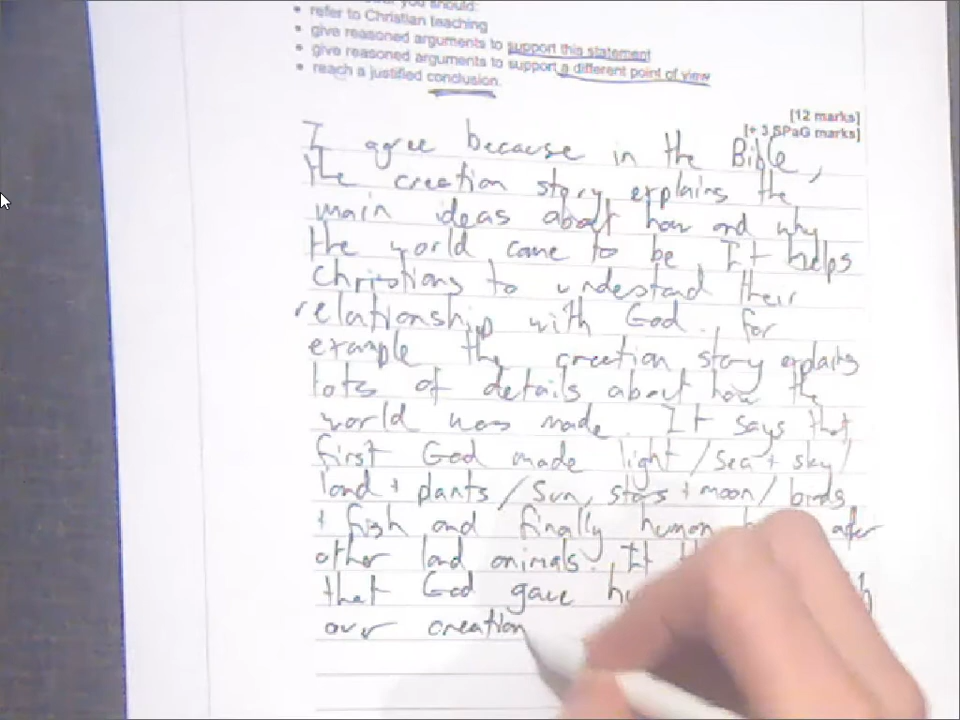 you should:
• refer to Christian teaching
• give reasoned arguments to support this statement
• give reasoned arguments to support a different point of view
• reach a justified conclusion.
[12 marks]
[+ 3 SPaG marks]
I agree because in the Bible,
the creation story explains the
main ideas about how and why
the world came to be. It helps
Christians to understand their
relationship with God. For
example the creation story explains
lots of details about how the
world was made. It says that
first God made light / sea + sky /
land + plants / Sun, stars + moon / birds
+ fish and finally human after
other land animals. It
that God gave
over creation